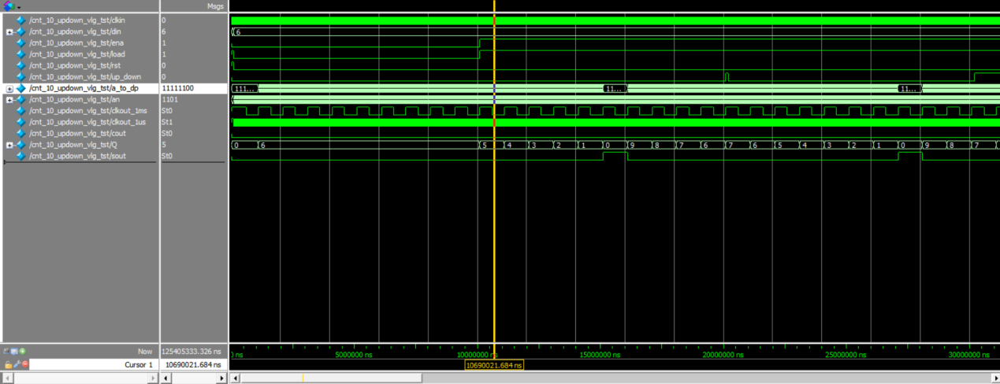 Msgs
/cnt_10_updown_vlg_tst/clkin 0
/cnt_10_updown_vlg_tst/din 6 6
/cnt_10_updown_vlg_tst/ena 1
/cnt_10_updown_vlg_tst/load 1
/cnt_10_updown_vlg_tst/rst 0
/cnt_10_updown_vlg_tst/up_down 0
/cnt_10_updown_vlg_tst/a_to_dp 11111100 111... 11... 11...
/cnt_10_updown_vlg_tst/an 1101
/cnt_10_updown_vlg_tst/clkout_1ms St0
/cnt_10_updown_vlg_tst/clkout_1us St1
/cnt_10_updown_vlg_tst/cout St0
/cnt_10_updown_vlg_tst/Q 5 0 6 5 4 3 2 1 0 9 8 7 6 7 6 5 4 3 2 1 0 9 8 7
/cnt_10_updown_vlg_tst/sout St0
Now 125405333.326 ns ns 5000000 ns 10000000 ns 15000000 ns 20000000 ns 25000000 ns 30000000 ns
Cursor 1 10690021.684 ns 10690021.684 ns